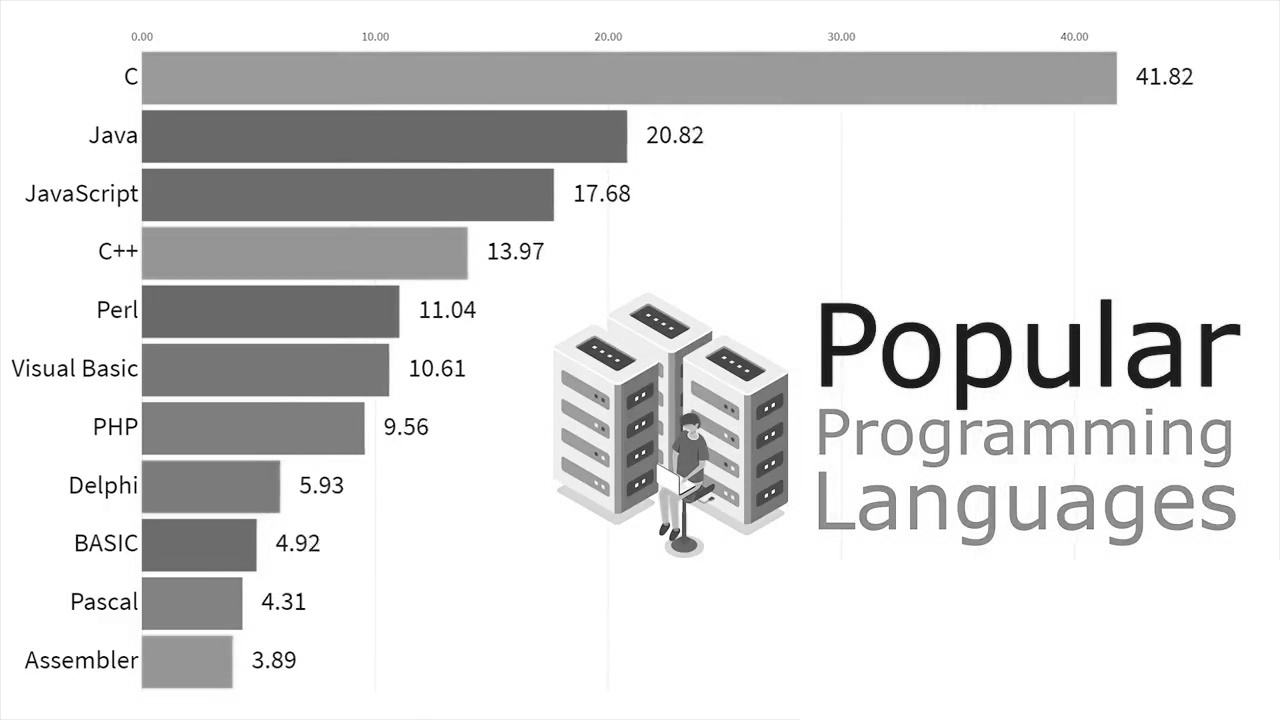 0.00 10.00 20.00 30.00 40.00
C 41.82
Java 20.82
JavaScript 17.68
C++ 13.97
Perl 11.04
Visual Basic 10.61
PHP 9.56
Delphi 5.93
BASIC 4.92
Pascal 4.31
Assembler 3.89
Popular
Programming
Languages